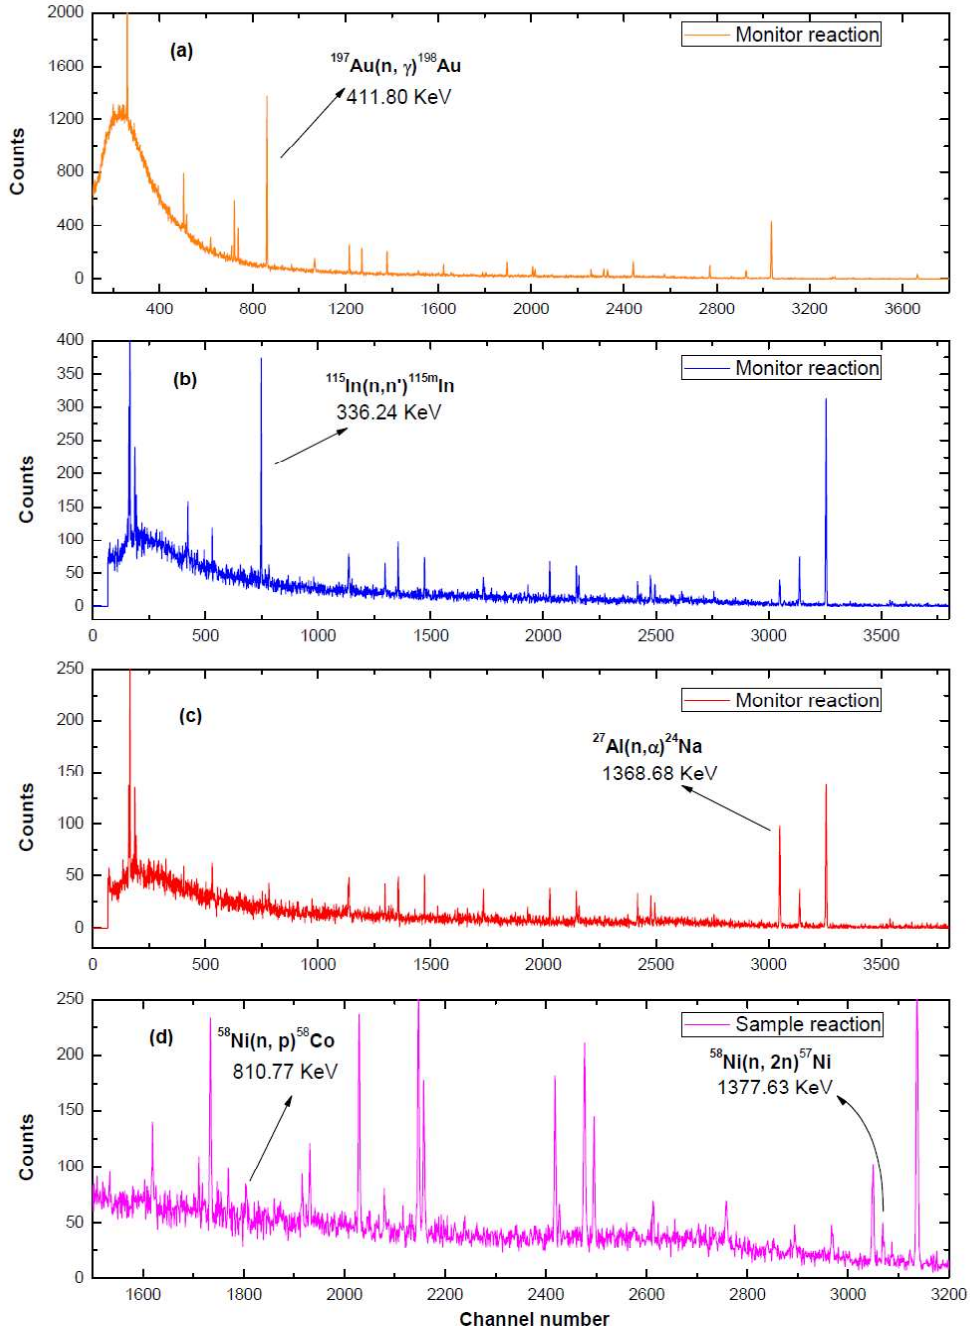 2000
1600
1200
800
400
0
Counts
(a)
¹⁹⁷Au(n, γ)¹⁹⁸Au
411.80 KeV
Monitor reaction
400 800 1200 1600 2000 2400 2800 3200 3600
400
350
300
250
200
150
100
50
0
Counts
(b)
¹¹⁵In(n,n')¹¹⁵ᵐIn
336.24 KeV
Monitor reaction
0 500 1000 1500 2000 2500 3000 3500
250
200
150
100
50
0
Counts
(c)
Monitor reaction
²⁷Al(n,α)²⁴Na
1368.68 KeV
0 500 1000 1500 2000 2500 3000 3500
250
200
150
100
50
0
Counts
(d)
⁵⁸Ni(n, p)⁵⁸Co
810.77 KeV
Sample reaction
⁵⁸Ni(n, 2n)⁵⁷Ni
1377.63 KeV
1600 1800 2000 2200 2400 2600 2800 3000 3200
Channel number